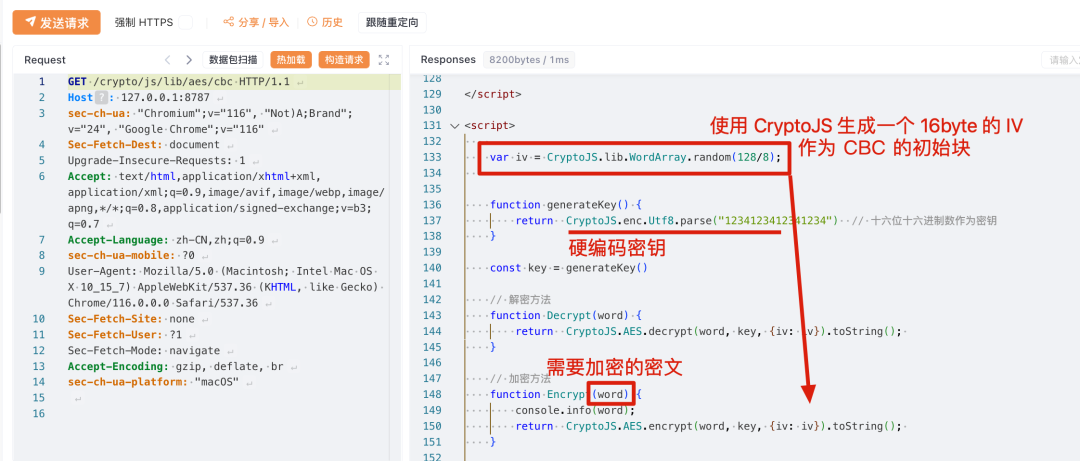 发送请求 强制 HTTPS 分享 / 导入 历史 跟随重定向
Request 数据包扫描 热加载 构造请求
1 GET /crypto/js/lib/aes/cbc HTTP/1.1
2 Host ? : 127.0.0.1:8787
3 sec-ch-ua: "Chromium";v="116", "Not)A;Brand";
v="24", "Google Chrome";v="116"
4 Sec-Fetch-Dest: document
5 Upgrade-Insecure-Requests: 1
6 Accept: text/html,application/xhtml+xml,
application/xml;q=0.9,image/avif,image/webp,image/
apng,*/*;q=0.8,application/signed-exchange;v=b3;
q=0.7
7 Accept-Language: zh-CN,zh;q=0.9
8 sec-ch-ua-mobile: ?0
9 User-Agent: Mozilla/5.0 (Macintosh; Intel Mac OS
X 10_15_7) AppleWebKit/537.36 (KHTML, like Gecko)
Chrome/116.0.0.0 Safari/537.36
10 Sec-Fetch-Site: none
11 Sec-Fetch-User: ?1
12 Sec-Fetch-Mode: navigate
13 Accept-Encoding: gzip, deflate, br
14 sec-ch-ua-platform: "macOS"
15
16
Responses 8200bytes / 1ms 请输入
128
129 </script>
130
131 <script>
132
133 var iv = CryptoJS.lib.WordArray.random(128/8);
134
135
136 function generateKey() {
137 return CryptoJS.enc.Utf8.parse("1234123412341234") // 十六位十六进制数作为密钥
138 }
139
140 const key = generateKey()
141
142 // 解密方法
143 function Decrypt(word) {
144 return CryptoJS.AES.decrypt(word, key, {iv: iv}).toString();
145 }
146
147 // 加密方法
148 function Encrypt(word) {
149 console.info(word);
150 return CryptoJS.AES.encrypt(word, key, {iv: iv}).toString();
151 }
152
使用 CryptoJS 生成一个 16byte 的 IV
作为 CBC 的初始块
硬编码密钥
需要加密的密文